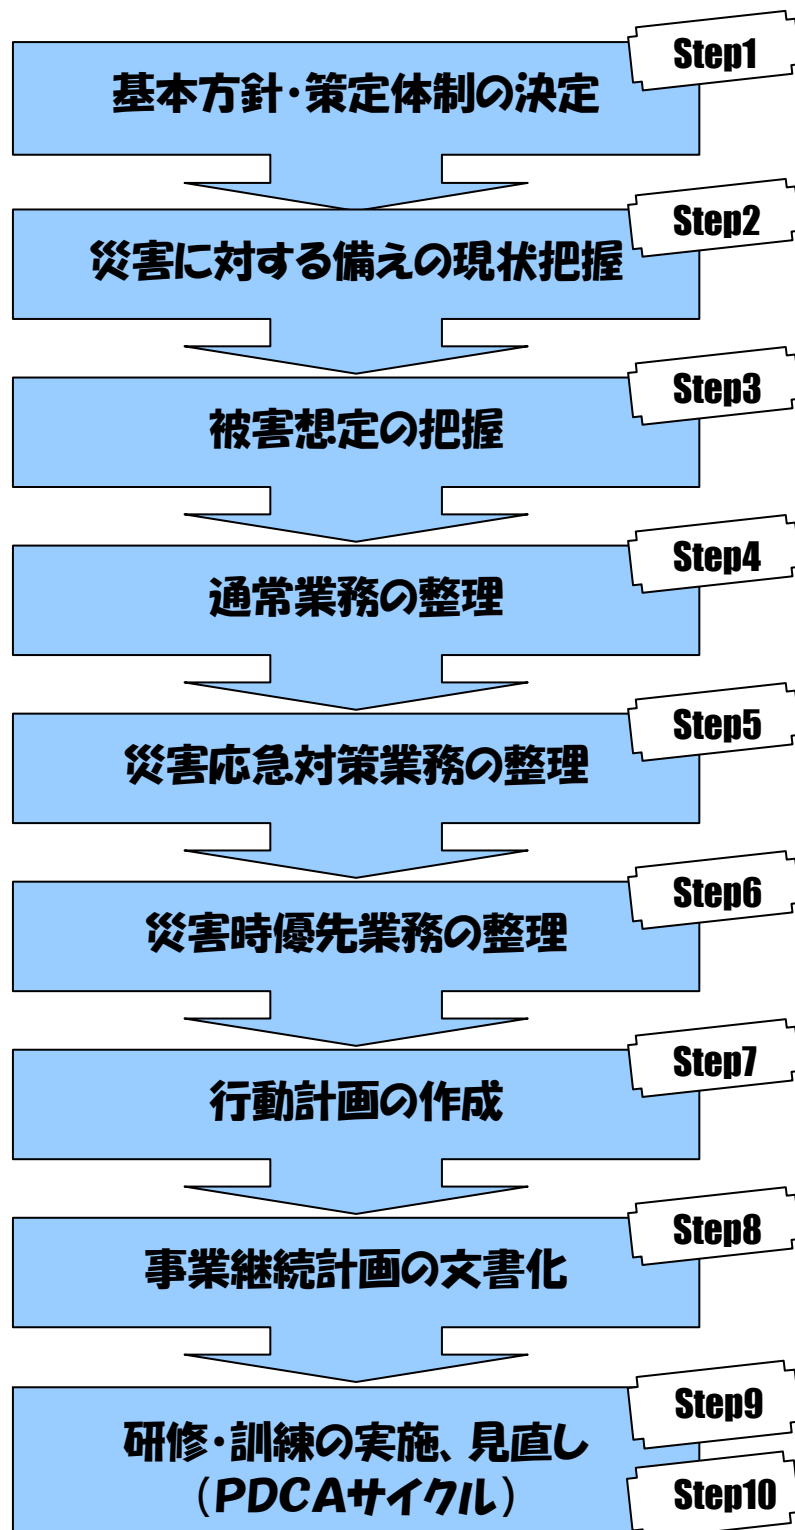 Step1
基本方針・策定体制の決定
Step2
災害に対する備えの現状把握
Step3
被害想定の把握
Step4
通常業務の整理
Step5
災害応急対策業務の整理
Step6
災害時優先業務の整理
Step7
行動計画の作成
Step8
事業継続計画の文書化
Step9
研修・訓練の実施、見直し
(PDCAサイクル)
Step10